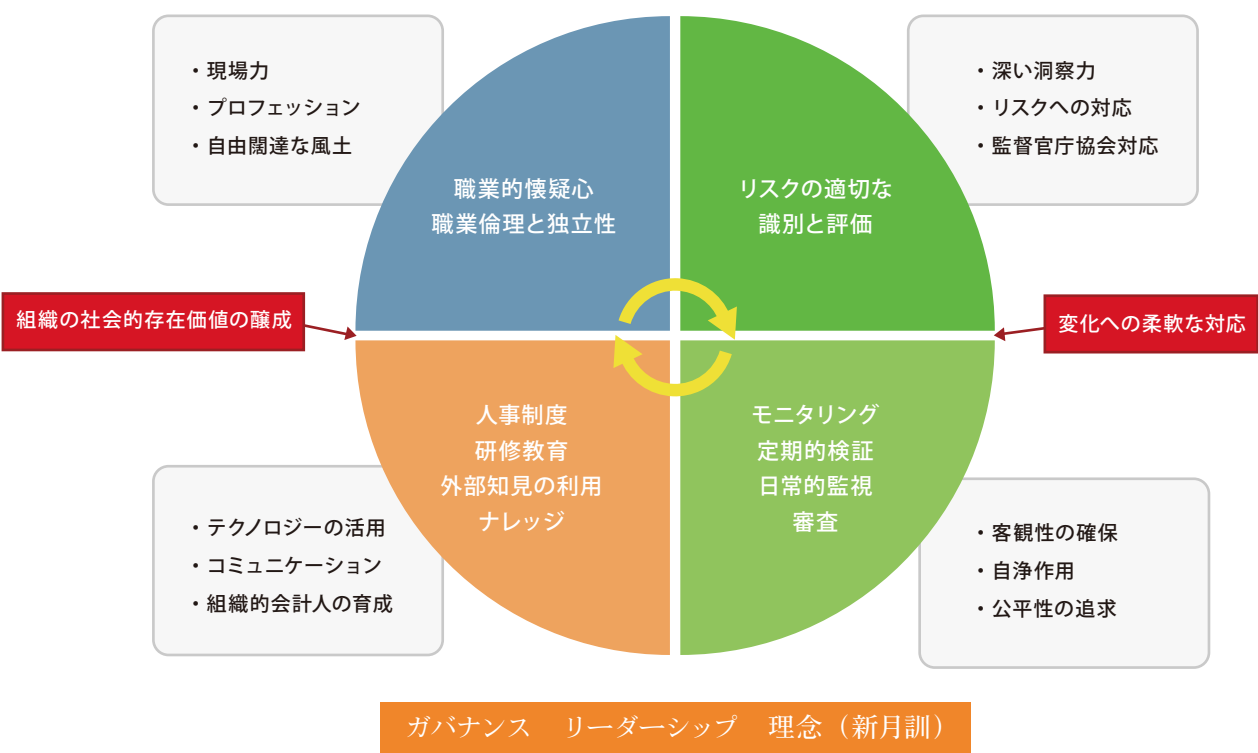 ・現場力
・プロフェッション
・自由闊達な風土
職業的懐疑心
職業倫理と独立性
リスクの適切な
識別と評価
・深い洞察力
・リスクへの対応
・監督官庁協会対応
組織の社会的存在価値の醸成
変化への柔軟な対応
・テクノロジーの活用
・コミュニケーション
・組織的会計人の育成
人事制度
研修教育
外部知見の利用
ナレッジ
モニタリング
定期的検証
日常的監視
審査
・客観性の確保
・自浄作用
・公平性の追求
ガバナンス　リーダーシップ　理念（新月訓）